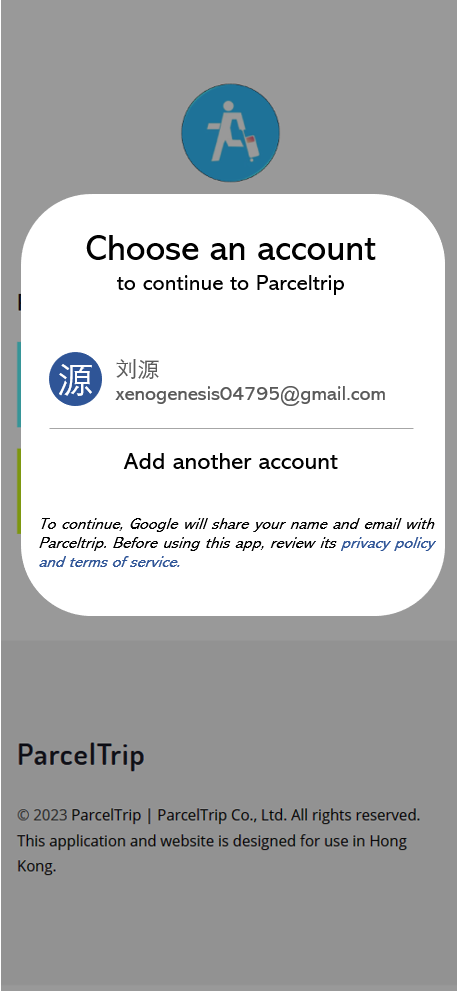 Choose an account
to continue to Parceltrip
源
刘源
xenogenesis04795@gmail.com
Add another account
To continue, Google will share your name and email with
Parceltrip. Before using this app, review its privacy policy
and terms of service.
ParcelTrip
© 2023 ParcelTrip | ParcelTrip Co., Ltd. All rights reserved.
This application and website is designed for use in Hong
Kong.